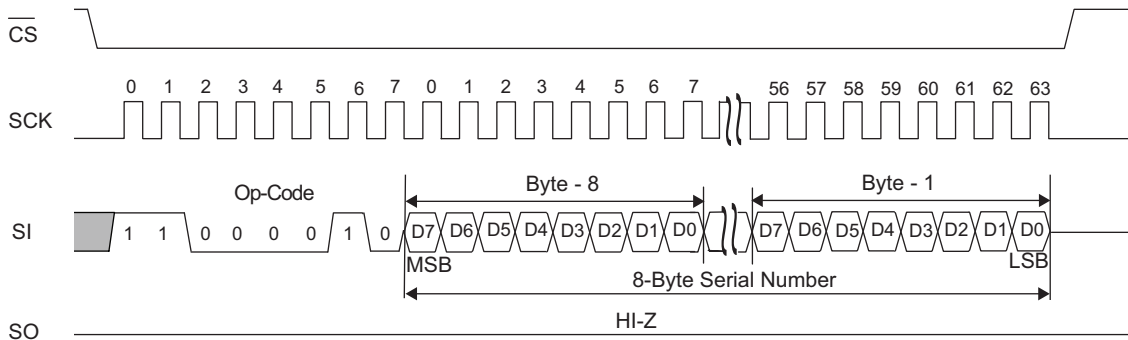 CS
0 1 2 3 4 5 6 7 0 1 2 3 4 5 6 7 56 57 58 59 60 61 62 63
SCK
Op-Code Byte - 8 Byte - 1
SI 1 1 0 0 0 0 1 0 D7 D6 D5 D4 D3 D2 D1 D0 D7 D6 D5 D4 D3 D2 D1 D0
MSB LSB
8-Byte Serial Number
HI-Z
SO